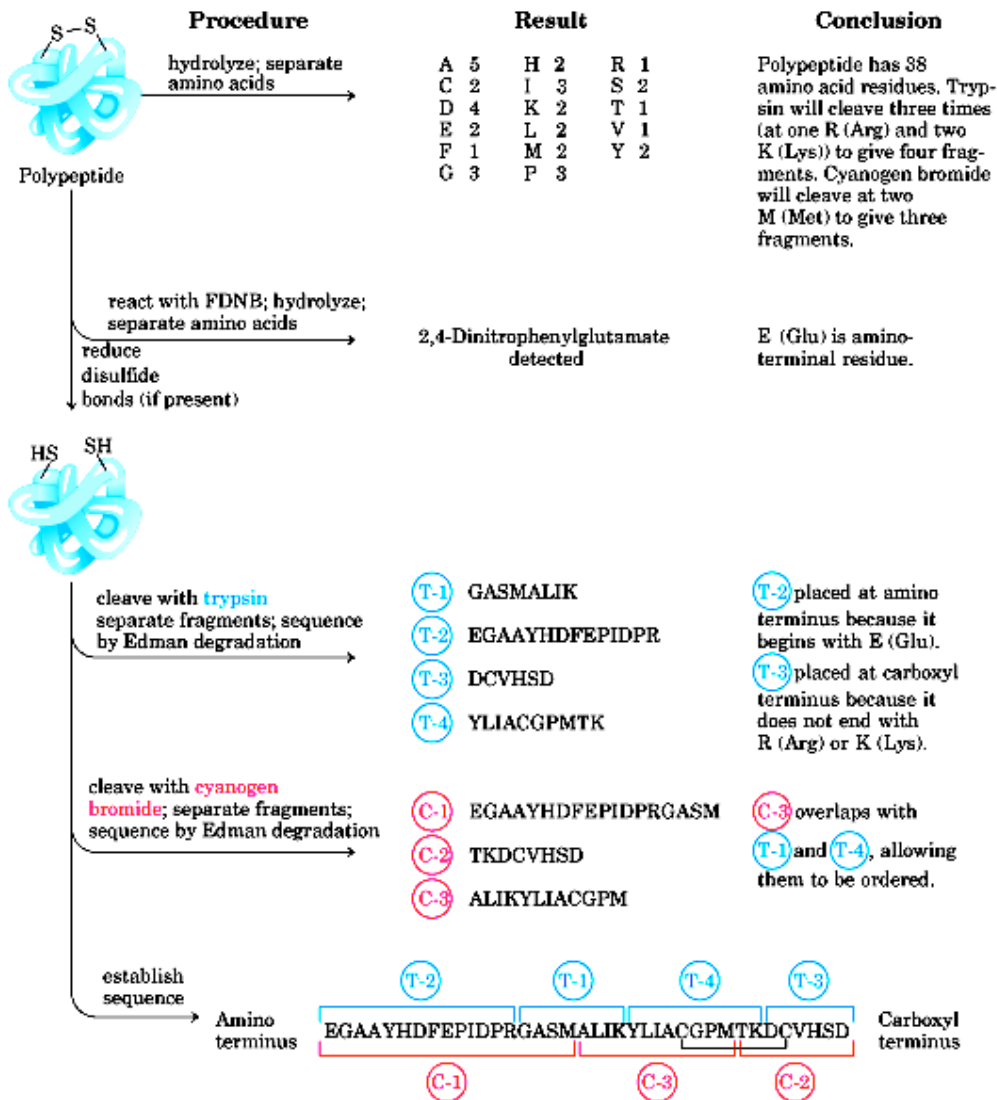 Procedure
Result
Conclusion
S S
Polypeptide
hydrolyze; separate
amino acids
A 5 H 2 R 1
C 2 I 3 S 2
D 4 K 2 T 1
E 2 L 2 V 1
F 1 M 2 Y 2
G 3 P 3
Polypeptide has 38
amino acid residues. Tryp-
sin will cleave three times
(at one R (Arg) and two
K (Lys)) to give four frag-
ments. Cyanogen bromide
will cleave at two
M (Met) to give three
fragments.
react with FDNB; hydrolyze;
separate amino acids
2,4-Dinitrophenylglutamate
detected
E (Glu) is amino-
terminal residue.
reduce
disulfide
bonds (if present)
HS SH
cleave with trypsin
separate fragments; sequence
by Edman degradation
T-1 GASMALIK
T-2 EGAAYHDFEPIDPR
T-3 DCVHSD
T-4 YLIACGPMTK
T-2 placed at amino
terminus because it
begins with E (Glu).
T-3 placed at carboxyl
terminus because it
does not end with
R (Arg) or K (Lys).
cleave with cyanogen
bromide; separate fragments;
sequence by Edman degradation
C-1 EGAAYHDFEPIDPRGASM
C-2 TKDCVHSD
C-3 ALIKYLIACGPM
C-3 overlaps with
T-1 and T-4, allowing
them to be ordered.
establish
sequence
T-2 T-1 T-4 T-3
Amino
terminus
EGAAYHDFEPIDPRGASMALIKYLIACGPMTKDCVHSD
Carboxyl
terminus
C-1 C-3 C-2